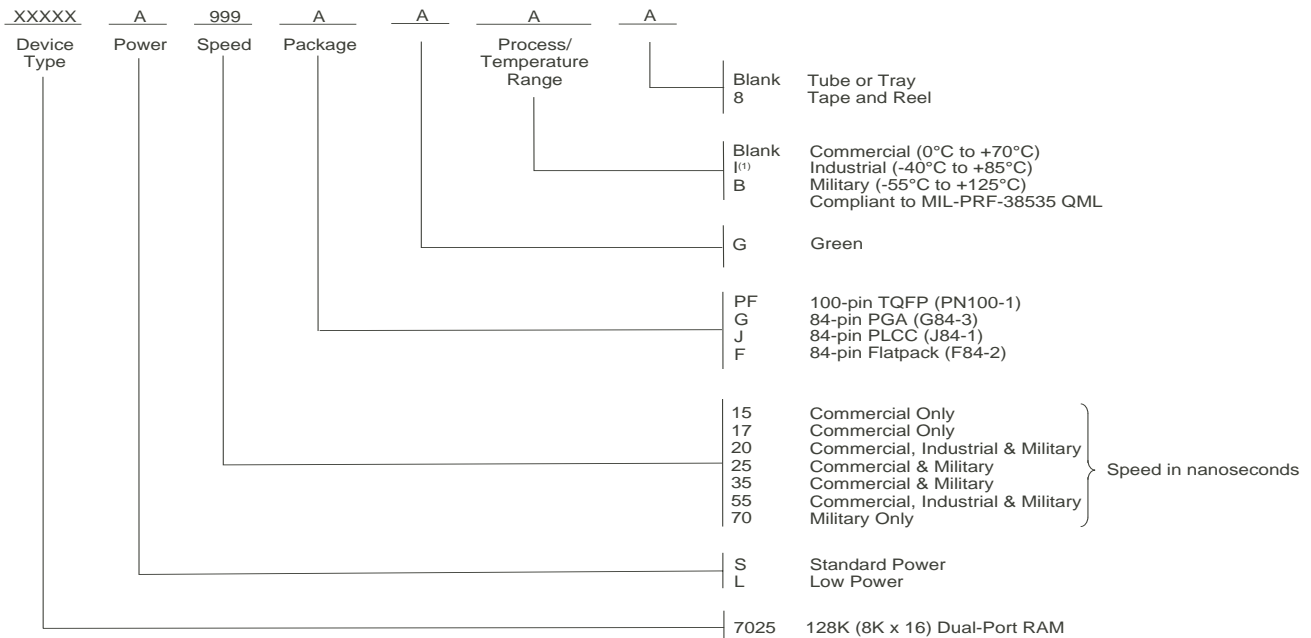 XXXXX A 999 A A A A
Device Type Power Speed Package Process/ Temperature Range
Blank Tube or Tray
8 Tape and Reel
Blank Commercial (0°C to +70°C)
I(1) Industrial (-40°C to +85°C)
B Military (-55°C to +125°C)
Compliant to MIL-PRF-38535 QML
G Green
PF 100-pin TQFP (PN100-1)
G 84-pin PGA (G84-3)
J 84-pin PLCC (J84-1)
F 84-pin Flatpack (F84-2)
15 Commercial Only
17 Commercial Only
20 Commercial, Industrial & Military
25 Commercial & Military
35 Commercial & Military
55 Commercial, Industrial & Military
70 Military Only
Speed in nanoseconds
S Standard Power
L Low Power
7025 128K (8K x 16) Dual-Port RAM